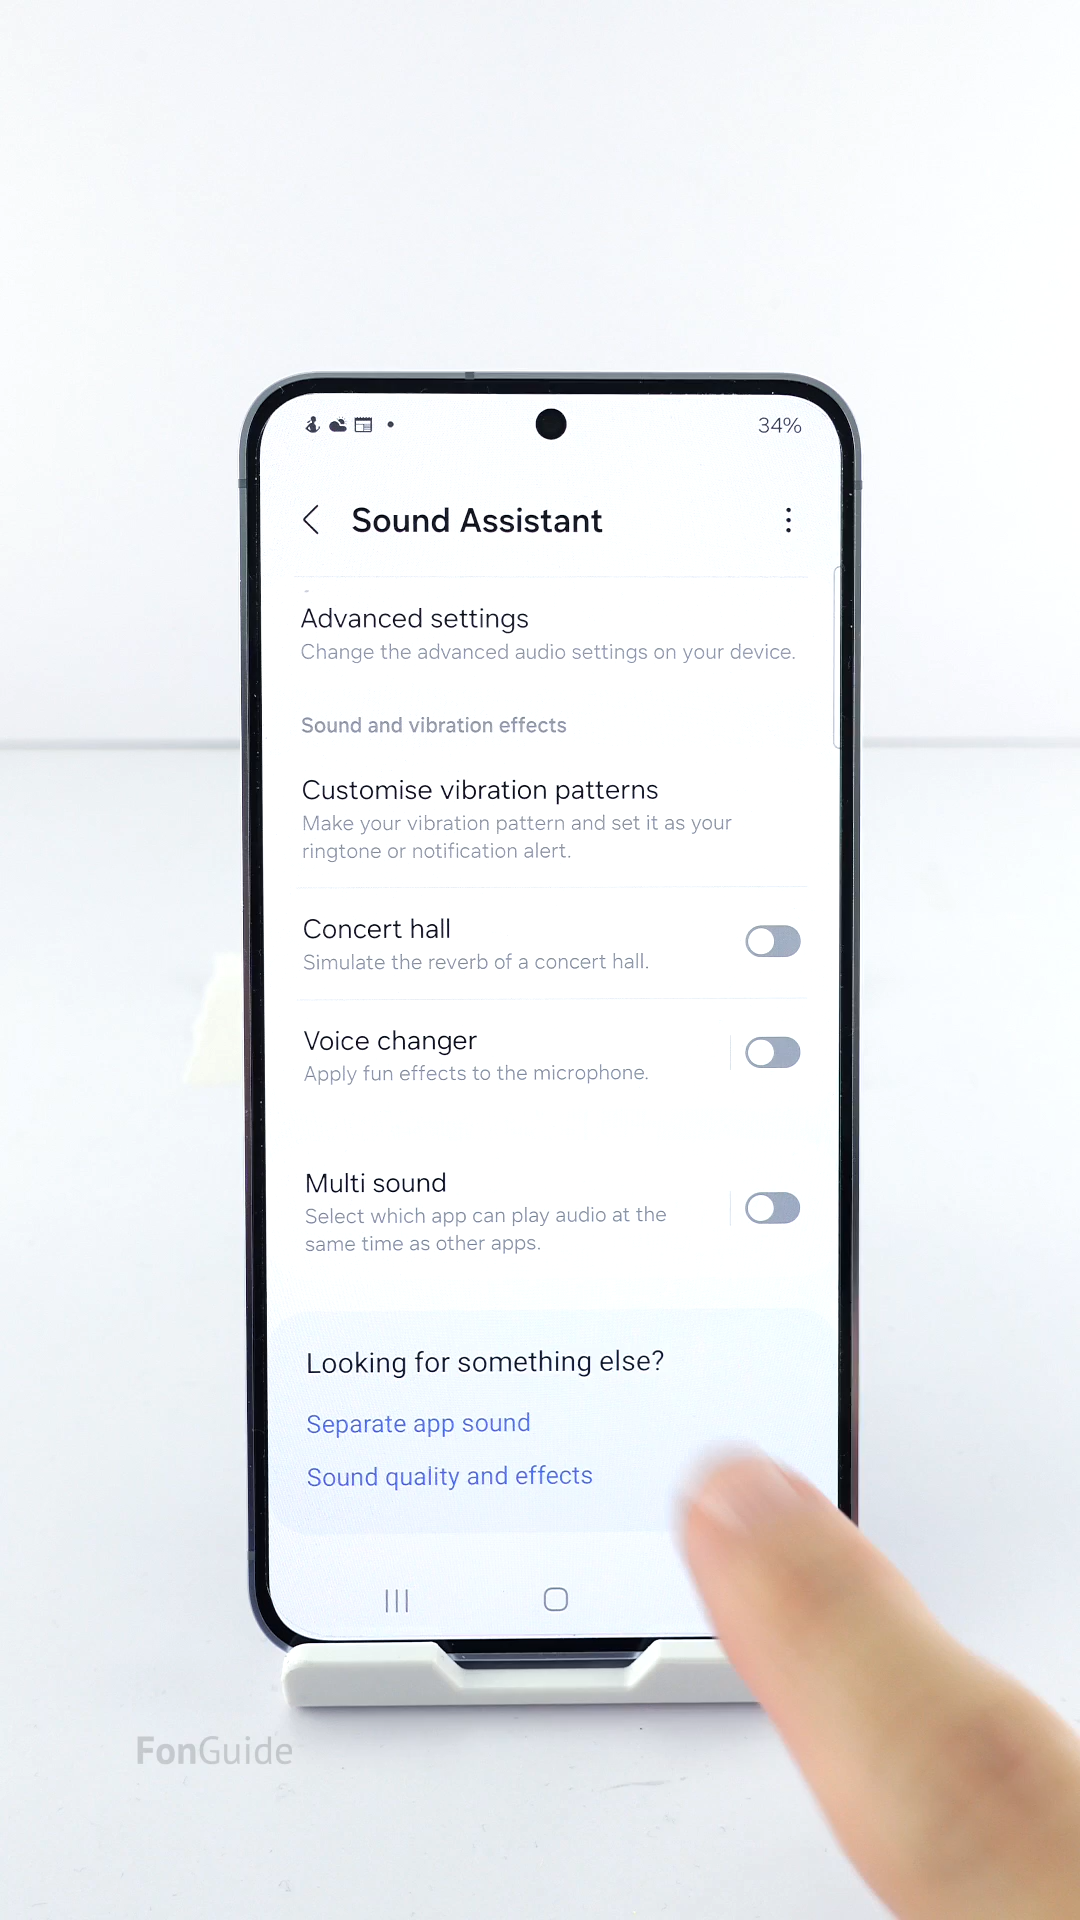 34%
Sound Assistant
Advanced settings
Change the advanced audio settings on your device.
Sound and vibration effects
Customise vibration patterns
Make your vibration pattern and set it as your
ringtone or notification alert.
Concert hall
Simulate the reverb of a concert hall.
Voice changer
Apply fun effects to the microphone.
Multi sound
Select which app can play audio at the
same time as other apps.
Looking for something else?
Separate app sound
Sound quality and effects
FonGuide